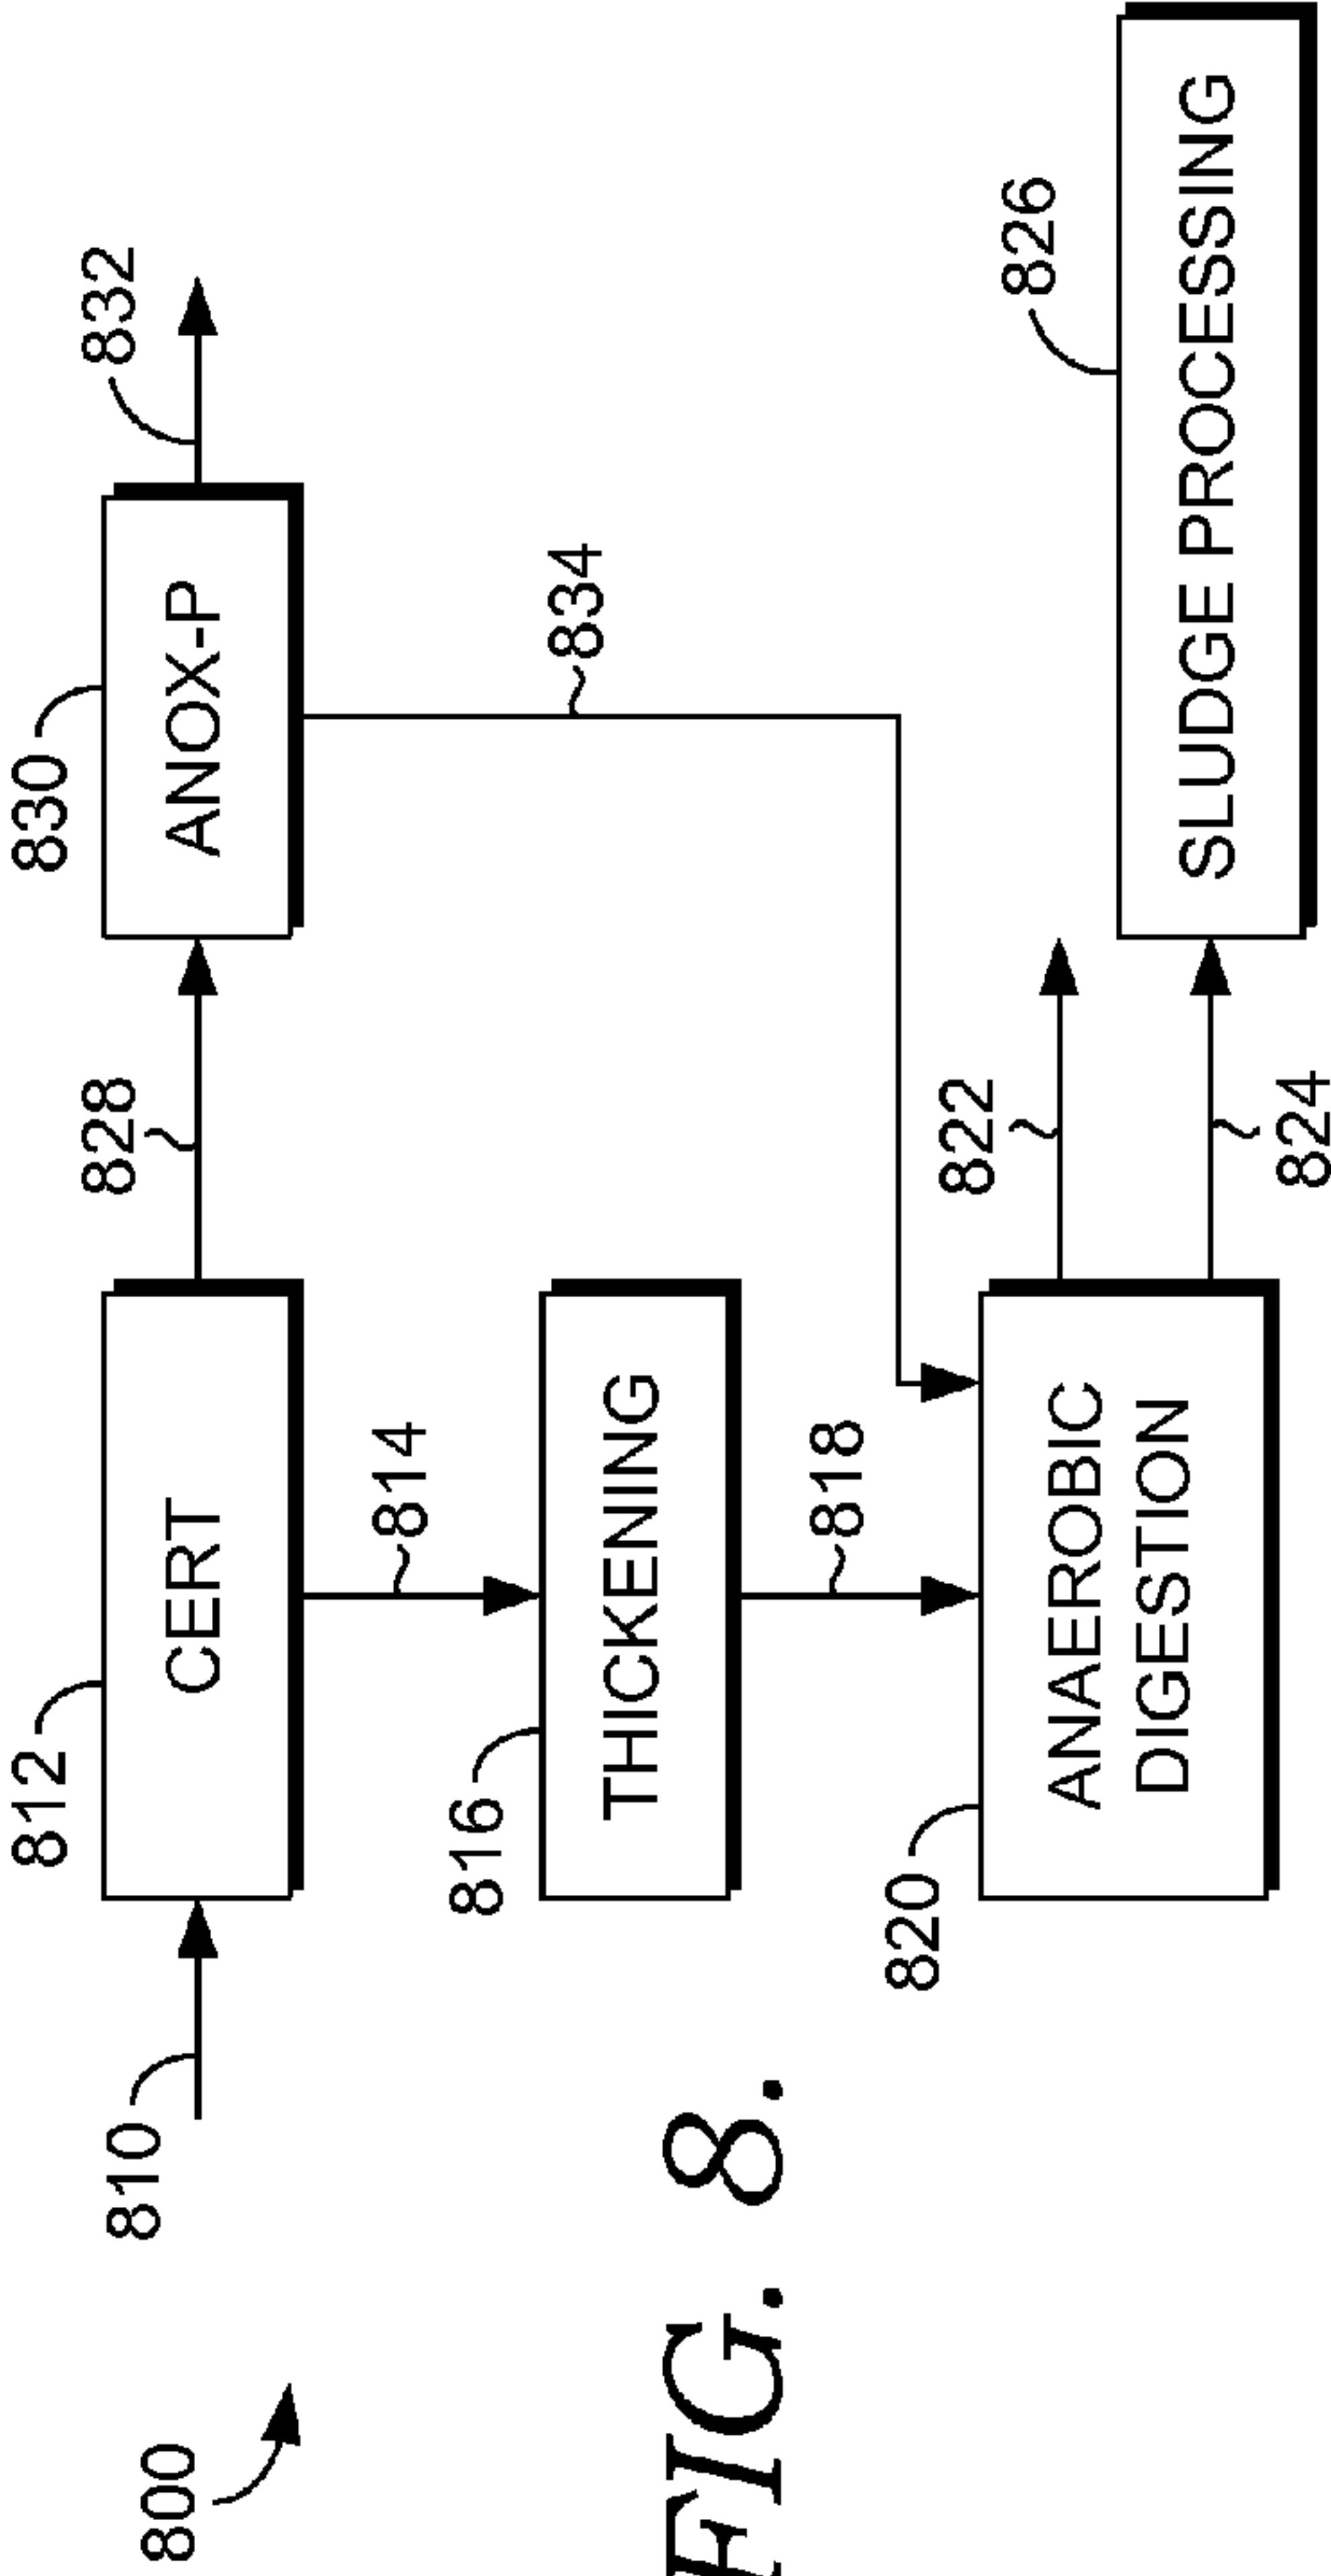 800
810
812
CERT
828
830
ANOX-P
832
814
834
816
THICKENING
818
820
ANAEROBIC
DIGESTION
822
824
826
SLUDGE PROCESSING
FIG. 8.